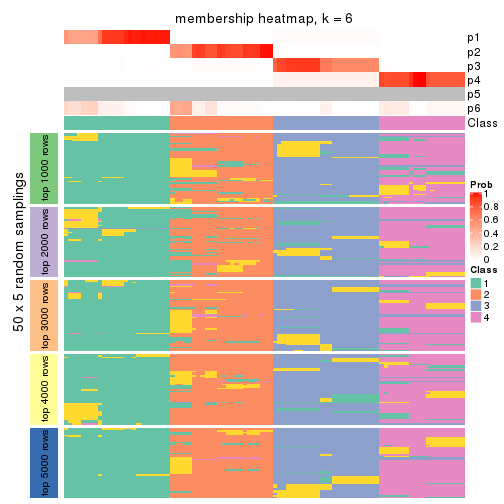 membership heatmap, k = 6
p1
p2
p3
p4
p5
p6
Class
50 x 5 random samplings
top 1000 rows
top 2000 rows
top 3000 rows
top 4000 rows
top 5000 rows
Prob
1
0.8
0.6
0.4
0.2
0
Class
1
2
3
4